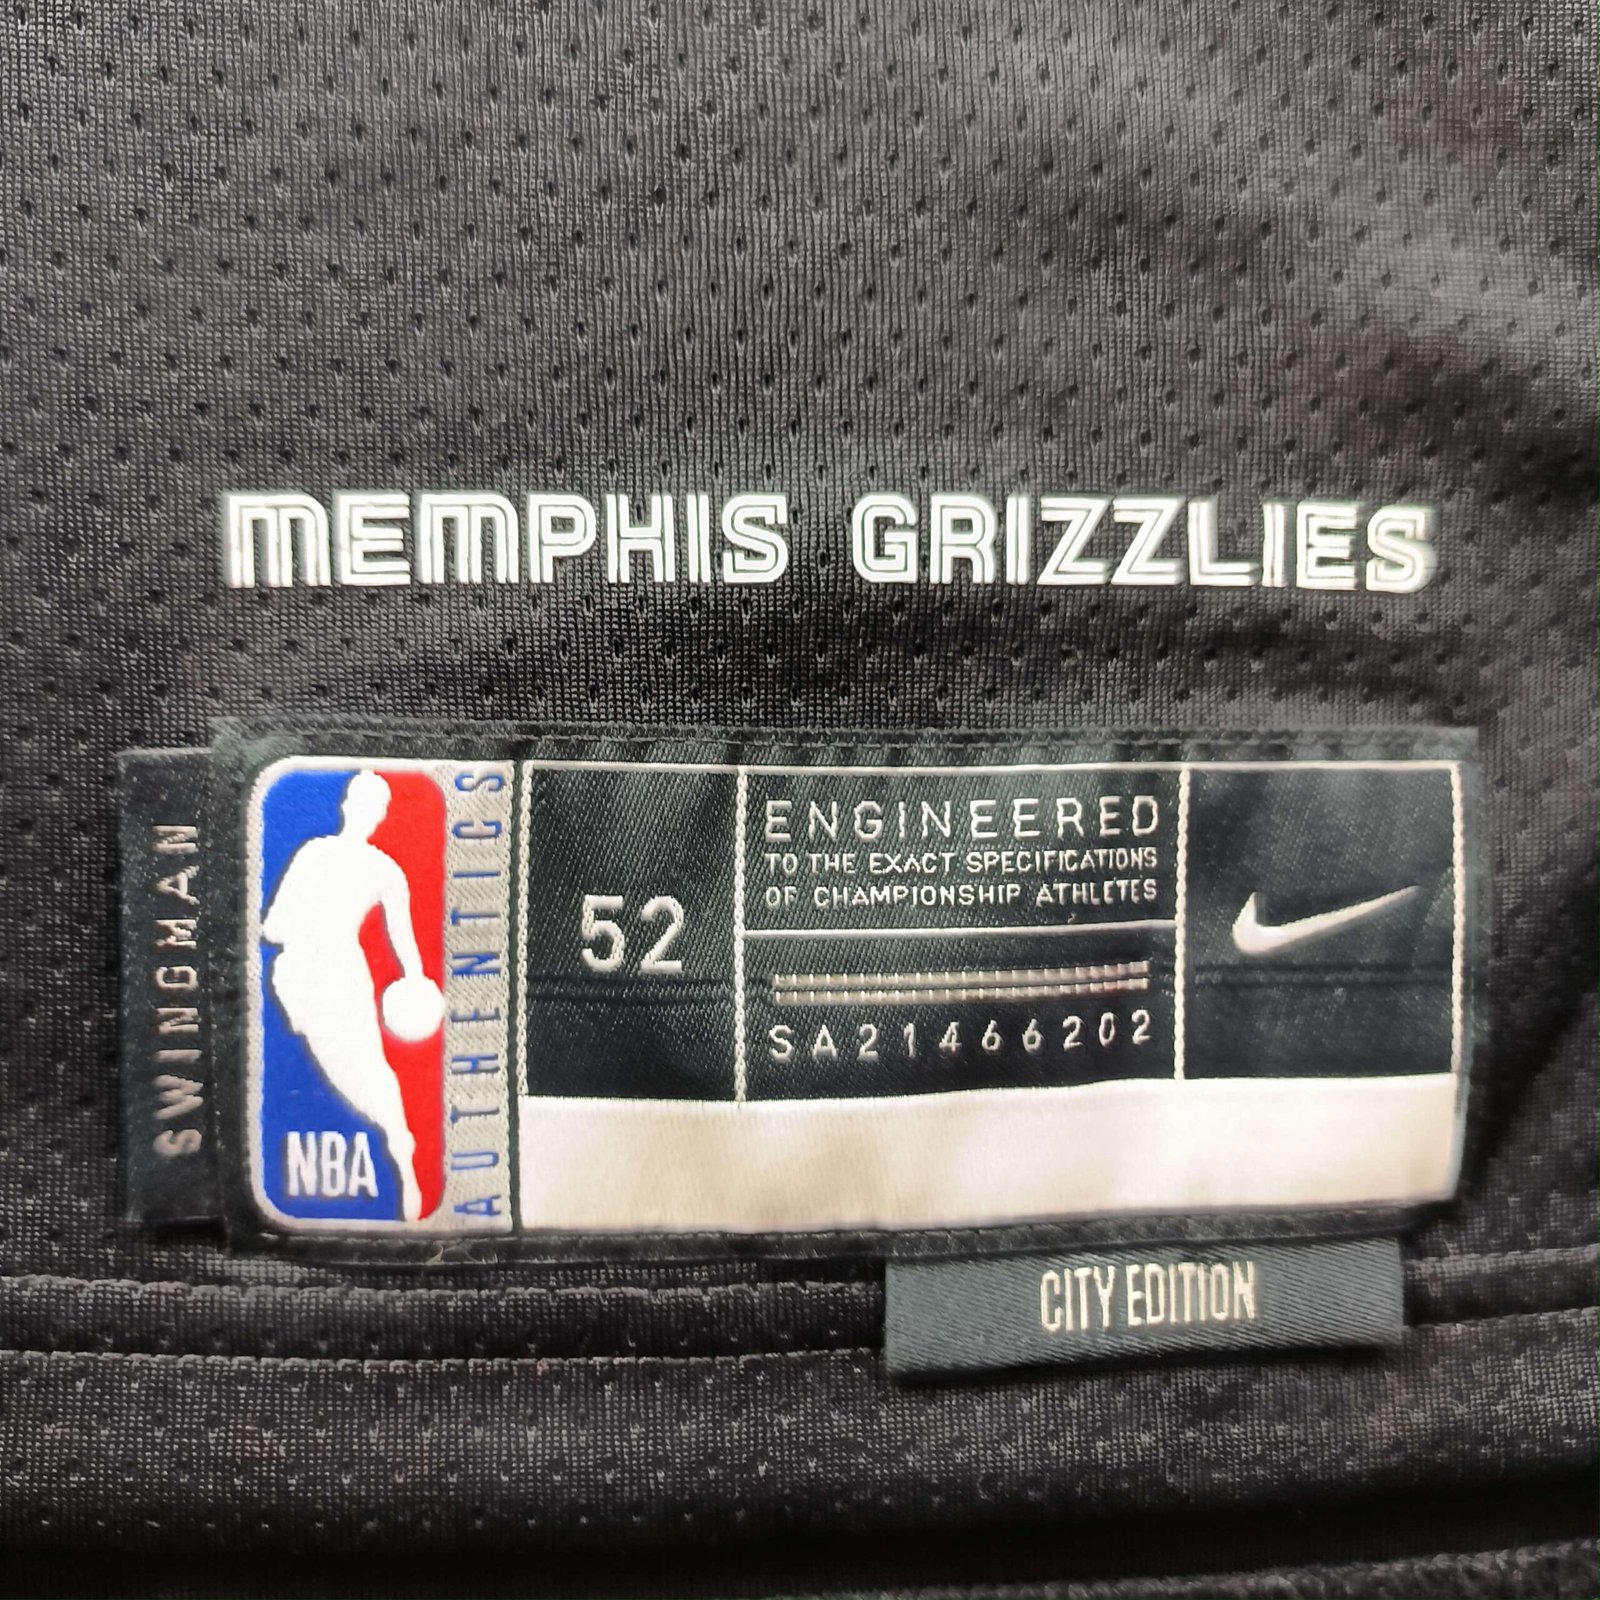 MEMPHIS GRIZZLIES
SWINGMAN
NBA
AUTHENTICS
52
ENGINEERED
TO THE EXACT SPECIFICATIONS
OF CHAMPIONSHIP ATHLETES
SA21466202
CITY EDITION